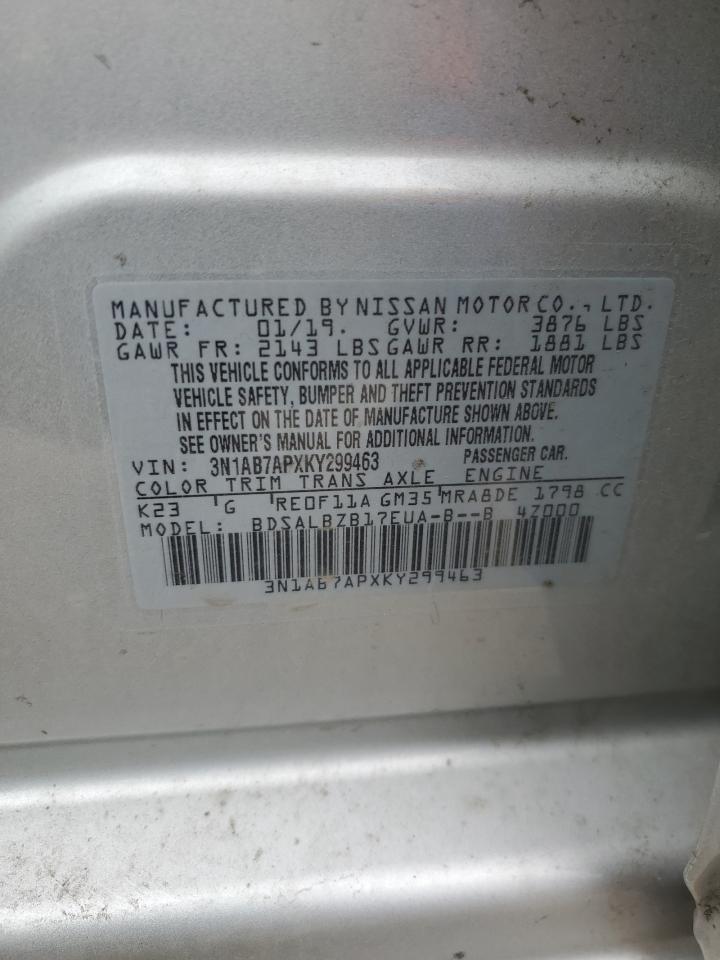 MANUFACTURED BY NISSAN MOTOR CO., LTD.
DATE: 01/19. GVWR: 3876 LBS
GAWR FR: 2143 LBS GAWR RR: 1881 LBS
THIS VEHICLE CONFORMS TO ALL APPLICABLE FEDERAL MOTOR
VEHICLE SAFETY, BUMPER AND THEFT PREVENTION STANDARDS
IN EFFECT ON THE DATE OF MANUFACTURE SHOWN ABOVE.
SEE OWNER'S MANUAL FOR ADDITIONAL INFORMATION.
VIN: 3N1AB7APXKY299463 PASSENGER CAR.
COLOR TRIM TRANS AXLE ENGINE
K23 G RE0F11A GM35 MRA8DE 1798 CC
MODEL: BDSALBZB17EUA-B--B 4Z000
3N1AB7APXKY299463